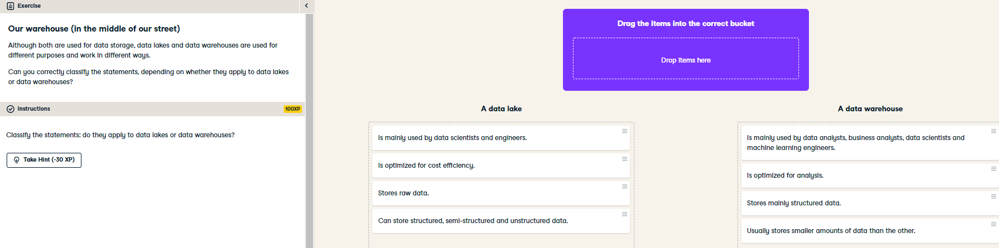 Exercise
Our warehouse (in the middle of our street)
Although both are used for data storage, data lakes and data warehouses are used for
different purposes and work in different ways.
Can you correctly classify the statements, depending on whether they apply to data lakes
or data warehouses?
Instructions
100XP
Classify the statements: do they apply to data lakes or data warehouses?
Take Hint (-30 XP)
Drag the items into the correct bucket
Drop items here
A data lake
Is mainly used by data scientists and engineers.
Is optimized for cost efficiency.
Stores raw data.
Can store structured, semi-structured and unstructured data.
A data warehouse
Is mainly used by data analysts, business analysts, data scientists and
machine learning engineers.
Is optimized for analysis.
Stores mainly structured data.
Usually stores smaller amounts of data than the other.